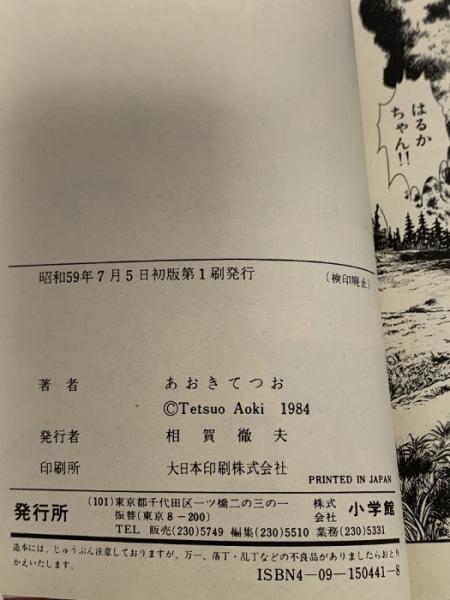 はるか
ちゃん!!
昭和59年7月5日初版第1刷発行 (検印廃止)
著者 あおきてつお
©Tetsuo Aoki 1984
発行者 相賀徹夫
印刷所 大日本印刷株式会社
PRINTED IN JAPAN
発行所 (101)東京都千代田区一ツ橋二の三の一 株式会社 小学館
振替(東京8-200)
TEL 販売(230)5749 編集(230)5510 業務(230)5331
造本には、じゅうぶん注意しておりますが、万一、落丁・乱丁などの不良品がありましたらおとり
かえいたします。
ISBN4-09-150441-8